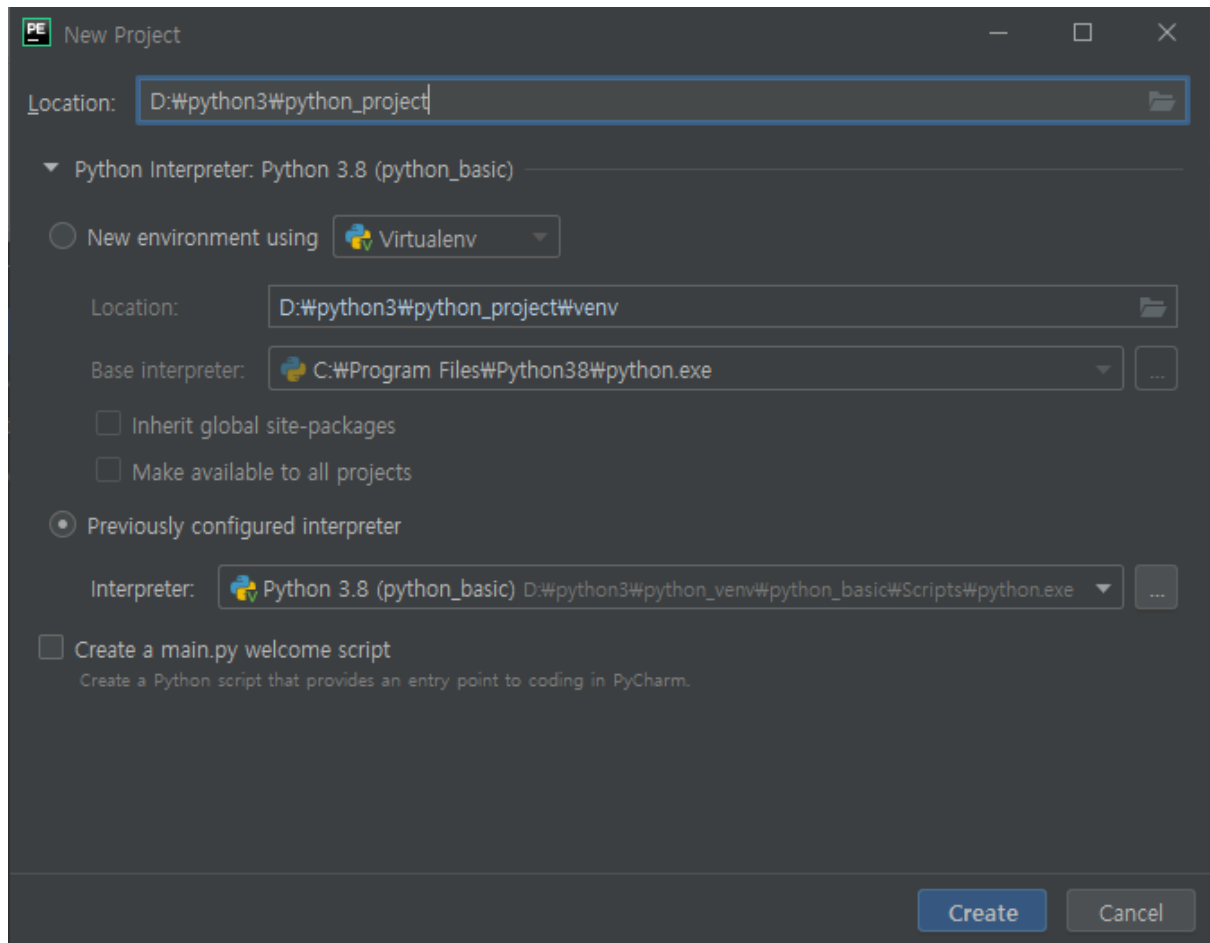 PE New Project
Location: D:₩python3₩python_project
Python Interpreter: Python 3.8 (python_basic)
New environment using Virtualenv
Location: D:₩python3₩python_project₩venv
Base interpreter: C:₩Program Files₩Python38₩python.exe ...
Inherit global site-packages
Make available to all projects
Previously configured interpreter
Interpreter: Python 3.8 (python_basic) D:₩python3₩python_venv₩python_basic₩Scripts₩python.exe ...
Create a main.py welcome script
Create a Python script that provides an entry point to coding in PyCharm.
Create Cancel